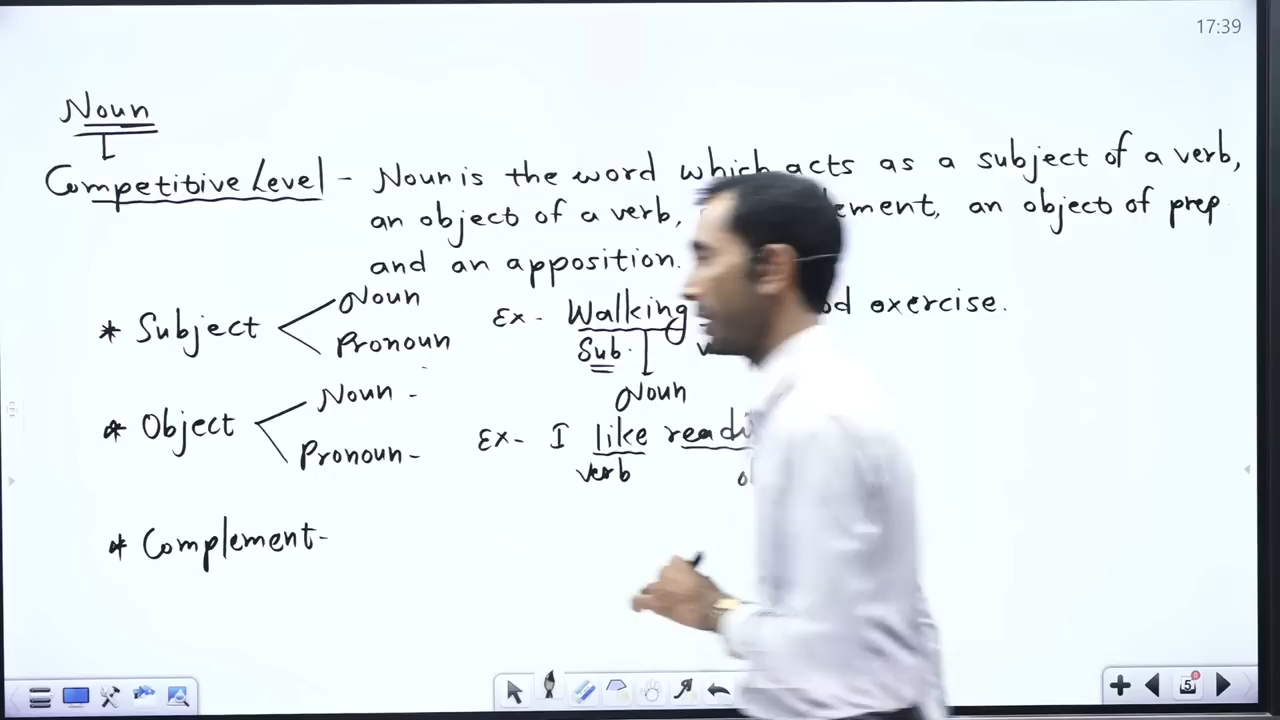 17:39
Noun
Competitive Level - Noun is the word which acts as a subject of a verb,
an object of a verb, an object of prep
and an apposition.
* Subject Noun
Pronoun
Ex - Walking exercise.
Sub.
Noun
* Object Noun -
Pronoun -
Ex - I like
verb
* Complement -
5